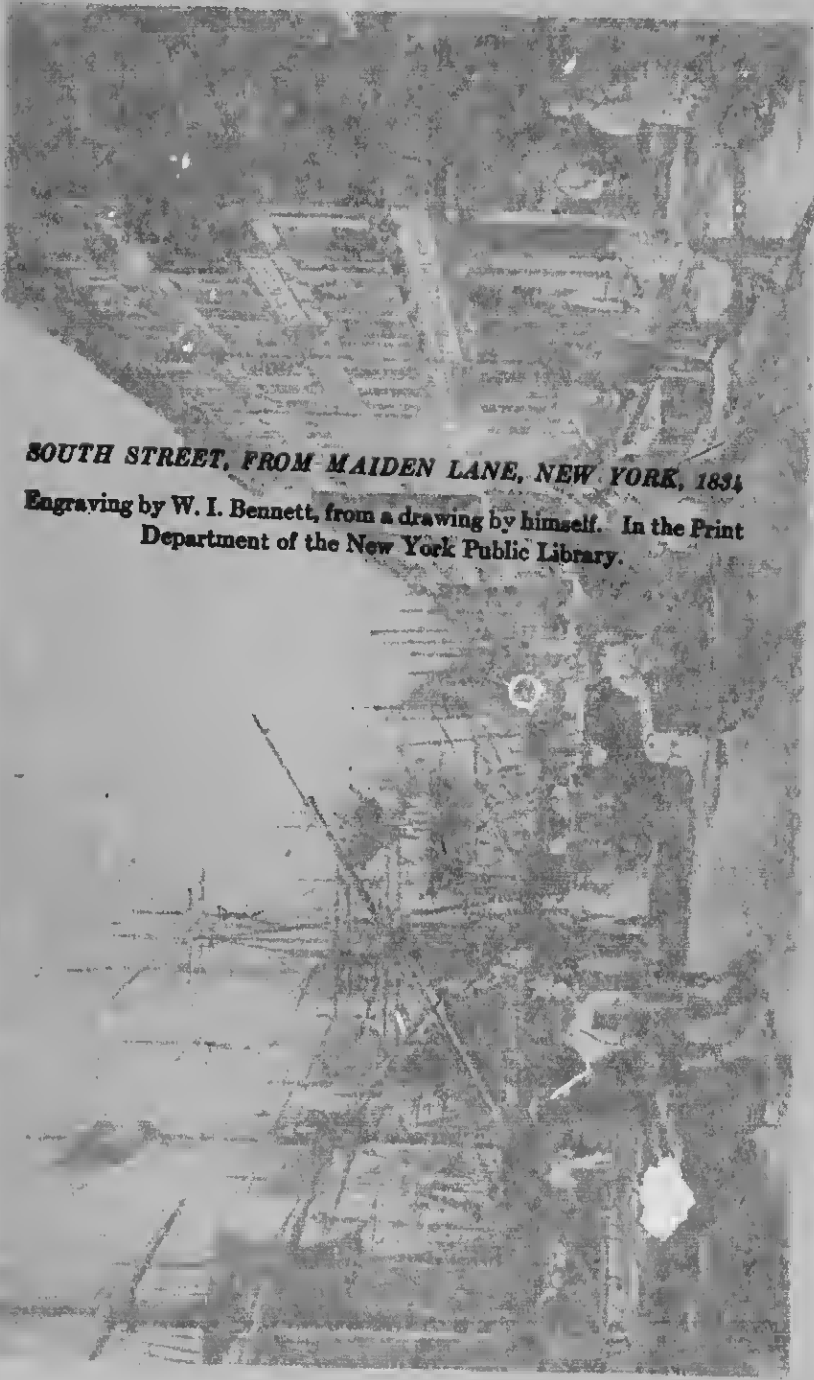 SOUTH STREET, FROM MAIDEN LANE, NEW YORK, 1834
Engraving by W. I. Bennett, from a drawing by himself. In the Print
Department of the New York Public Library.